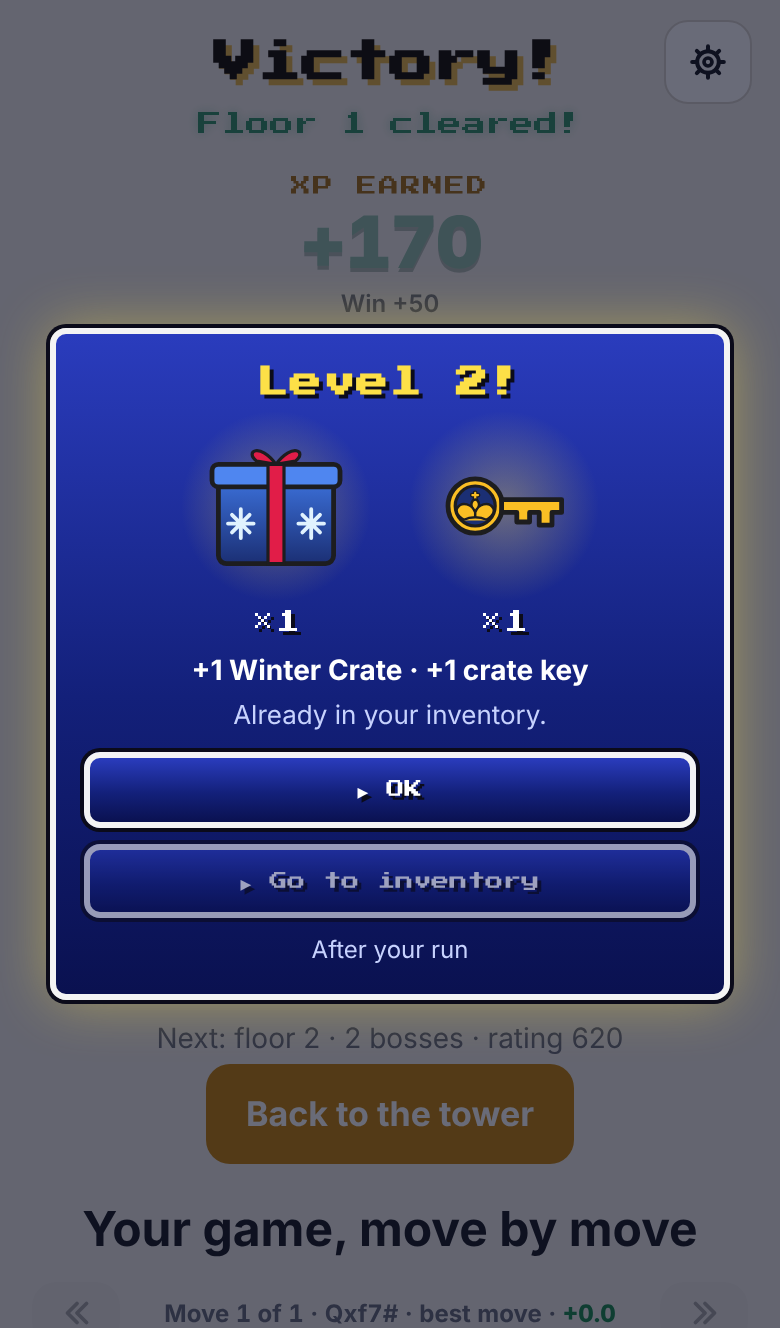 Victory!
Floor 1 cleared!
XP EARNED
+170
Win +50
Level 2!
×1 ×1
+1 Winter Crate · +1 crate key
Already in your inventory.
▶ OK
▶ Go to inventory
After your run
Next: floor 2 · 2 bosses · rating 620
Back to the tower
Your game, move by move
« Move 1 of 1 · Qxf7# · best move · +0.0 »